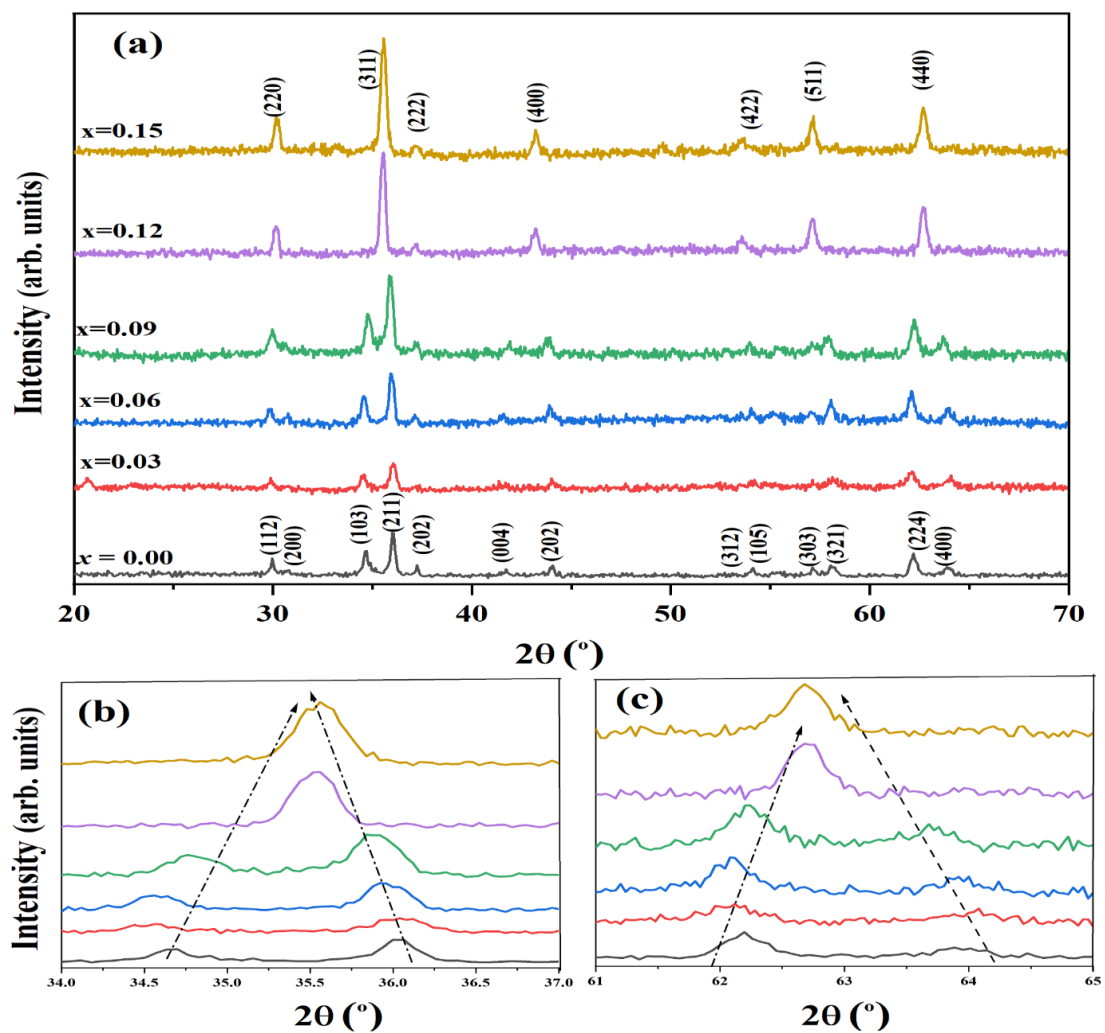 (a)
Intensity (arb. units)
x=0.15
(220)
(311)
(222)
(400)
(422)
(511)
(440)
x=0.12
x=0.09
x=0.06
x=0.03
x = 0.00
(112)
(200)
(103)
(211)
(202)
(004)
(202)
(312)
(105)
(303)
(321)
(224)
(400)
20 30 40 50 60 70
2θ (°)
(b)
Intensity (arb. units)
34.0 34.5 35.0 35.5 36.0 36.5 37.0
2θ (°)
(c)
61 62 63 64 65
2θ (°)